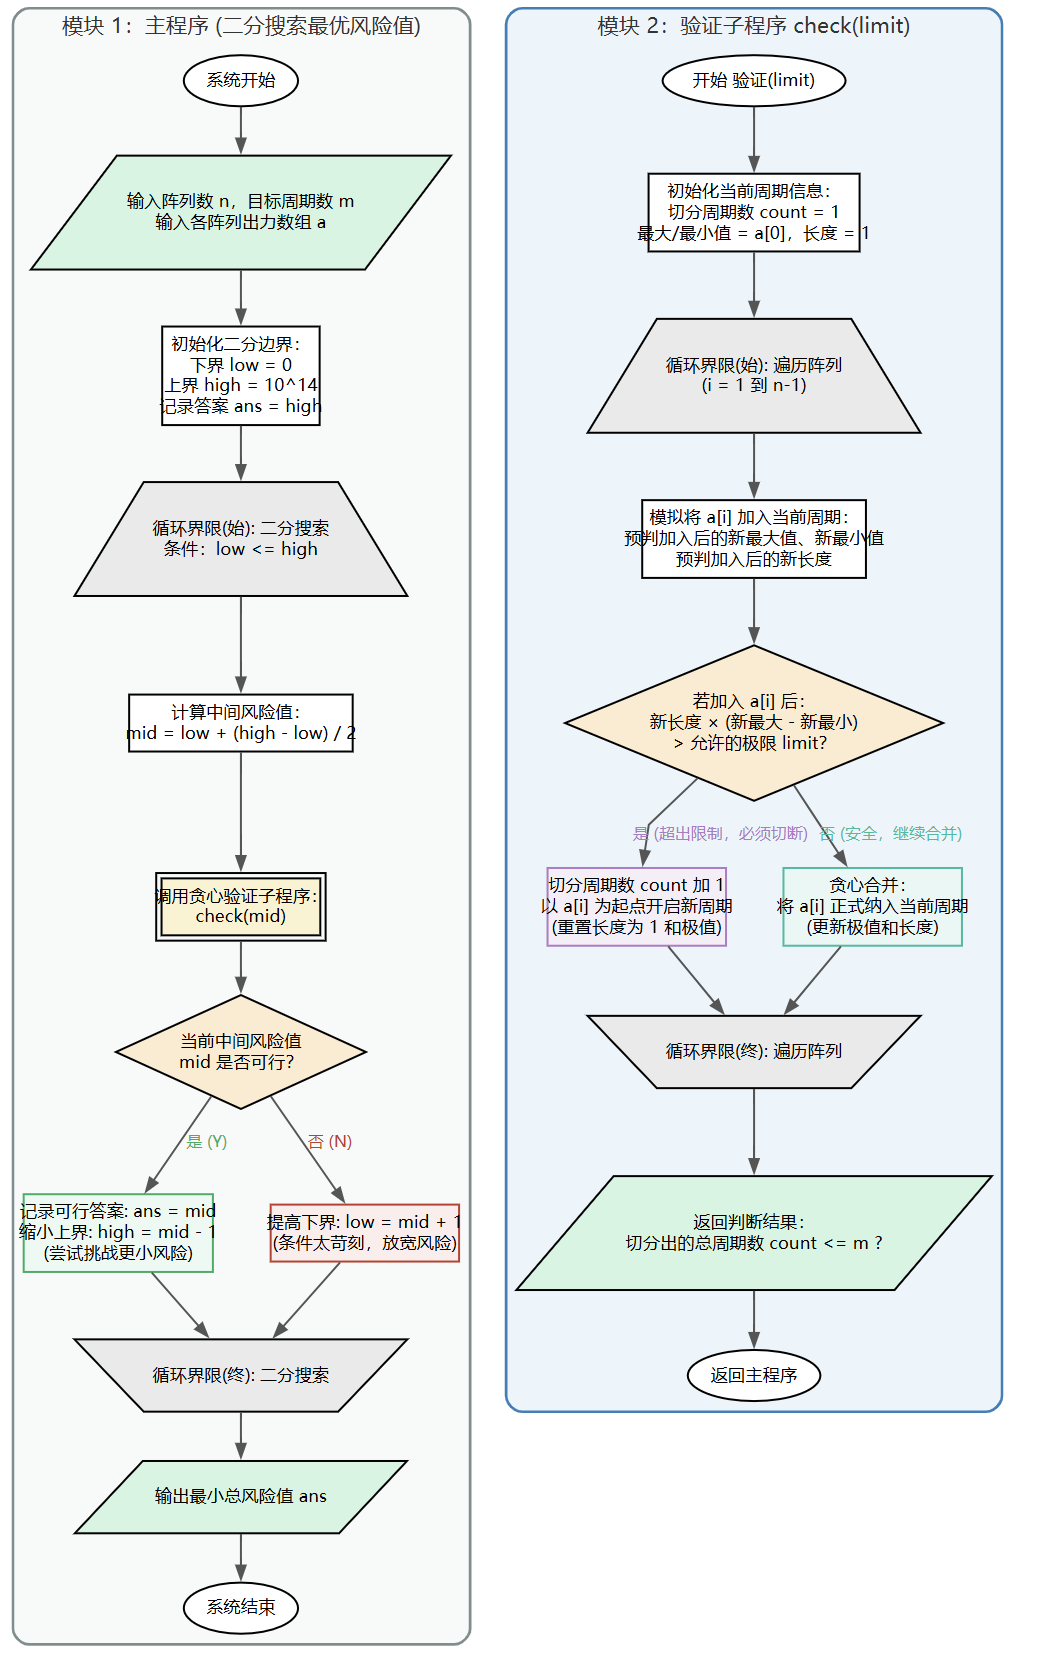 模块 1：主程序 (二分搜索最优风险值)
系统开始
输入阵列数 n，目标周期数 m
输入各阵列出力数组 a
初始化二分边界：
下界 low = 0
上界 high = 10^14
记录答案 ans = high
循环界限(始): 二分搜索
条件：low <= high
计算中间风险值：
mid = low + (high - low) / 2
调用贪心验证子程序：
check(mid)
当前中间风险值
mid 是否可行？
是 (Y)
否 (N)
记录可行答案: ans = mid
缩小上界: high = mid - 1
(尝试挑战更小风险)
提高下界: low = mid + 1
(条件太苛刻，放宽风险)
循环界限(终): 二分搜索
输出最小总风险值 ans
系统结束
模块 2：验证子程序 check(limit)
开始 验证(limit)
初始化当前周期信息：
切分周期数 count = 1
最大/最小值 = a[0]，长度 = 1
循环界限(始): 遍历阵列
(i = 1 到 n-1)
模拟将 a[i] 加入当前周期：
预判加入后的新最大值、新最小值
预判加入后的新长度
若加入 a[i] 后：
新长度 × (新最大 - 新最小)
> 允许的极限 limit？
是 (超出限制，必须切断)
否 (安全，继续合并)
切分周期数 count 加 1
以 a[i] 为起点开启新周期
(重置长度为 1 和极值)
贪心合并：
将 a[i] 正式纳入当前周期
(更新极值和长度)
循环界限(终): 遍历阵列
返回判断结果：
切分出的总周期数 count <= m ?
返回主程序